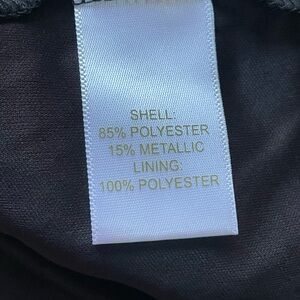 SHELL:
85% POLYESTER
15% METALLIC
LINING:
100% POLYESTER